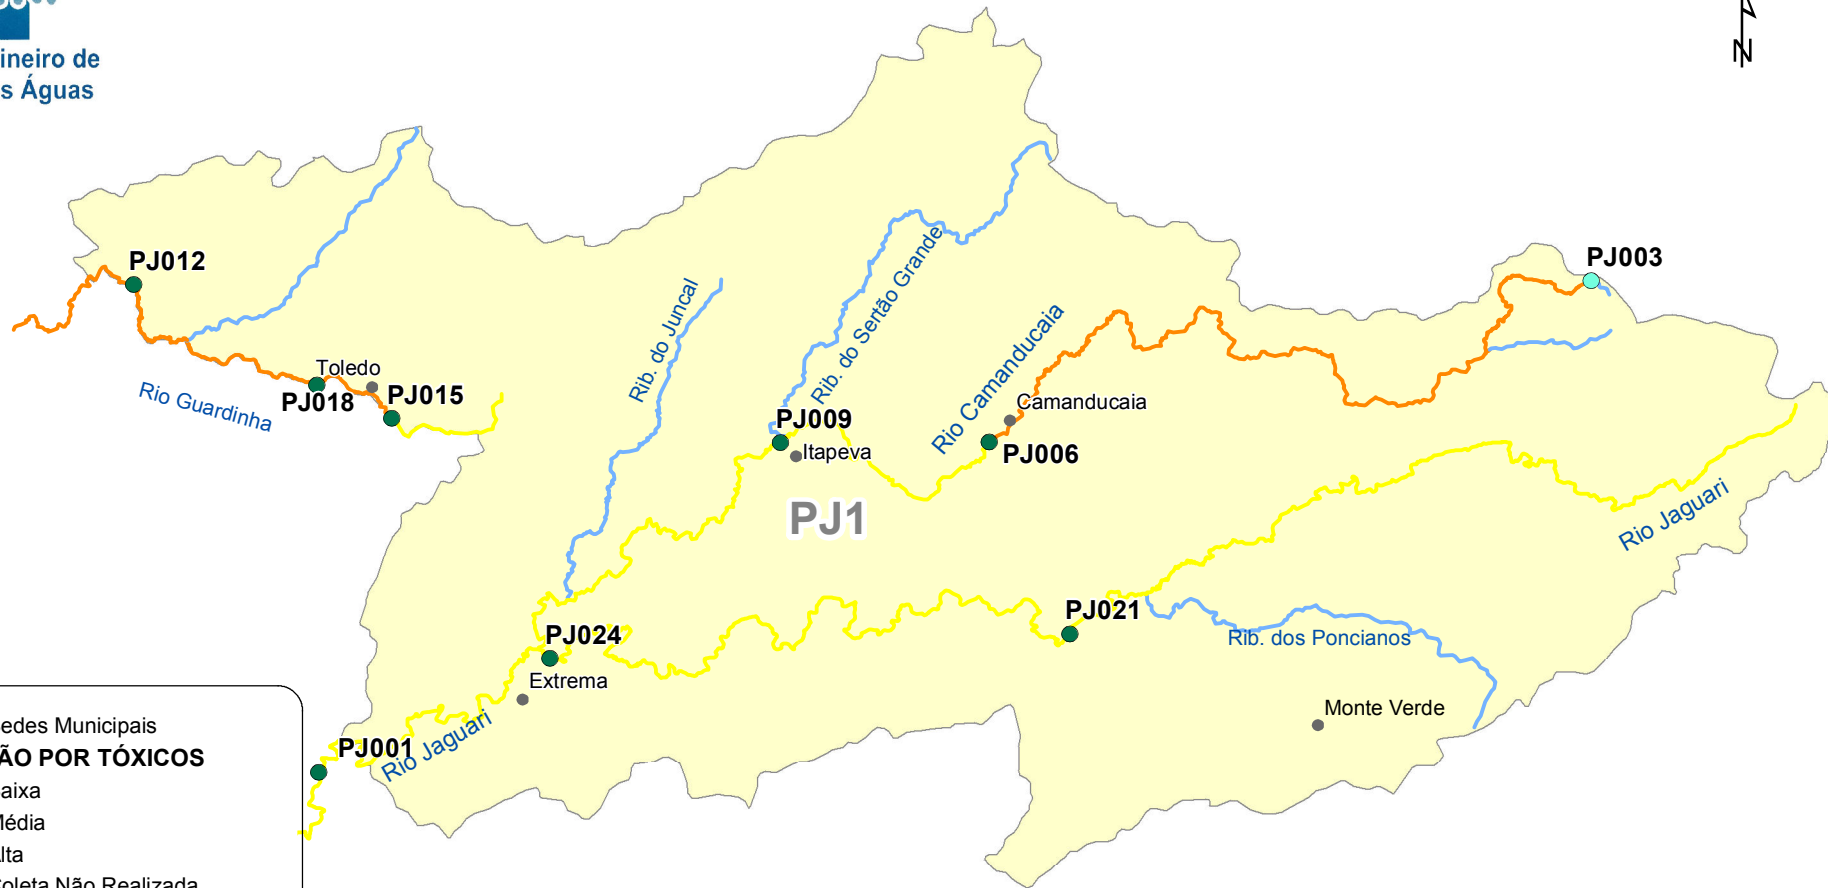 ineiro de
s Águas
N
PJ003
PJ012
Rib. do Sertão Grande
Rib. do Juncal
Rio Camanducaia
Toledo
PJ018
PJ015
Rio Guardinha
Camanducaia
PJ009
Itapeva
PJ006
PJ1
Rio Jaguari
PJ021
Rib. dos Poncianos
PJ024
Extrema
Monte Verde
PJ001
Rio Jaguari
edes Municipais
ÃO POR TÓXICOS
aixa
Média
lta
oleta Não Realizada